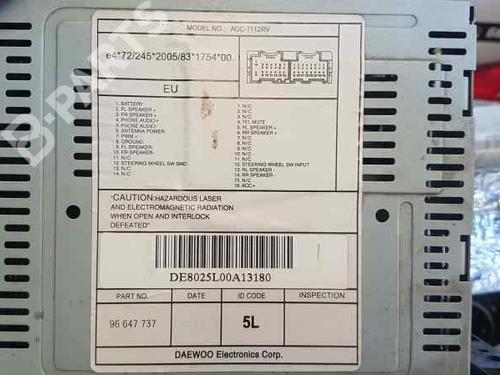 B-PARTS
MODEL NO. : AGC-7112RV
e4*72/245*2005/83*1754*00
EU
1. BATTERY
2. FL SPEAKER +
3. FR SPEAKER +
4. PHONE AUDIO+
5. PHONE AUDIO-
6. ANTENNA POWER
7. PWM +
8. GROUND
9. FL SPEAKER-
10. FR SPEAKER-
11. N/C
12. STEERING WHEEL SW GND
13. N/C
14. N/C
1. N/C
2. N/C
3. N/C
4. N/C
5. TEL MUTE
6. RL SPEAKER +
7. RR SPEAKER +
8. N/C
9. N/C
10. N/C
11. N/C
12. STEERING WHEEL SW INPUT
13. RL SPEAKER -
14. RR SPEAKER -
15. N/C
16. ACC +
"CAUTION:HAZARDOUS LASER
AND ELECTROMAGNETIC RADIATION
WHEN OPEN AND INTERLOCK
DEFEATED"
DE8025L00A13180
PART NO. DATE ID CODE INSPECTION
96 647 737 5L
DAEWOO Electronics Corp.